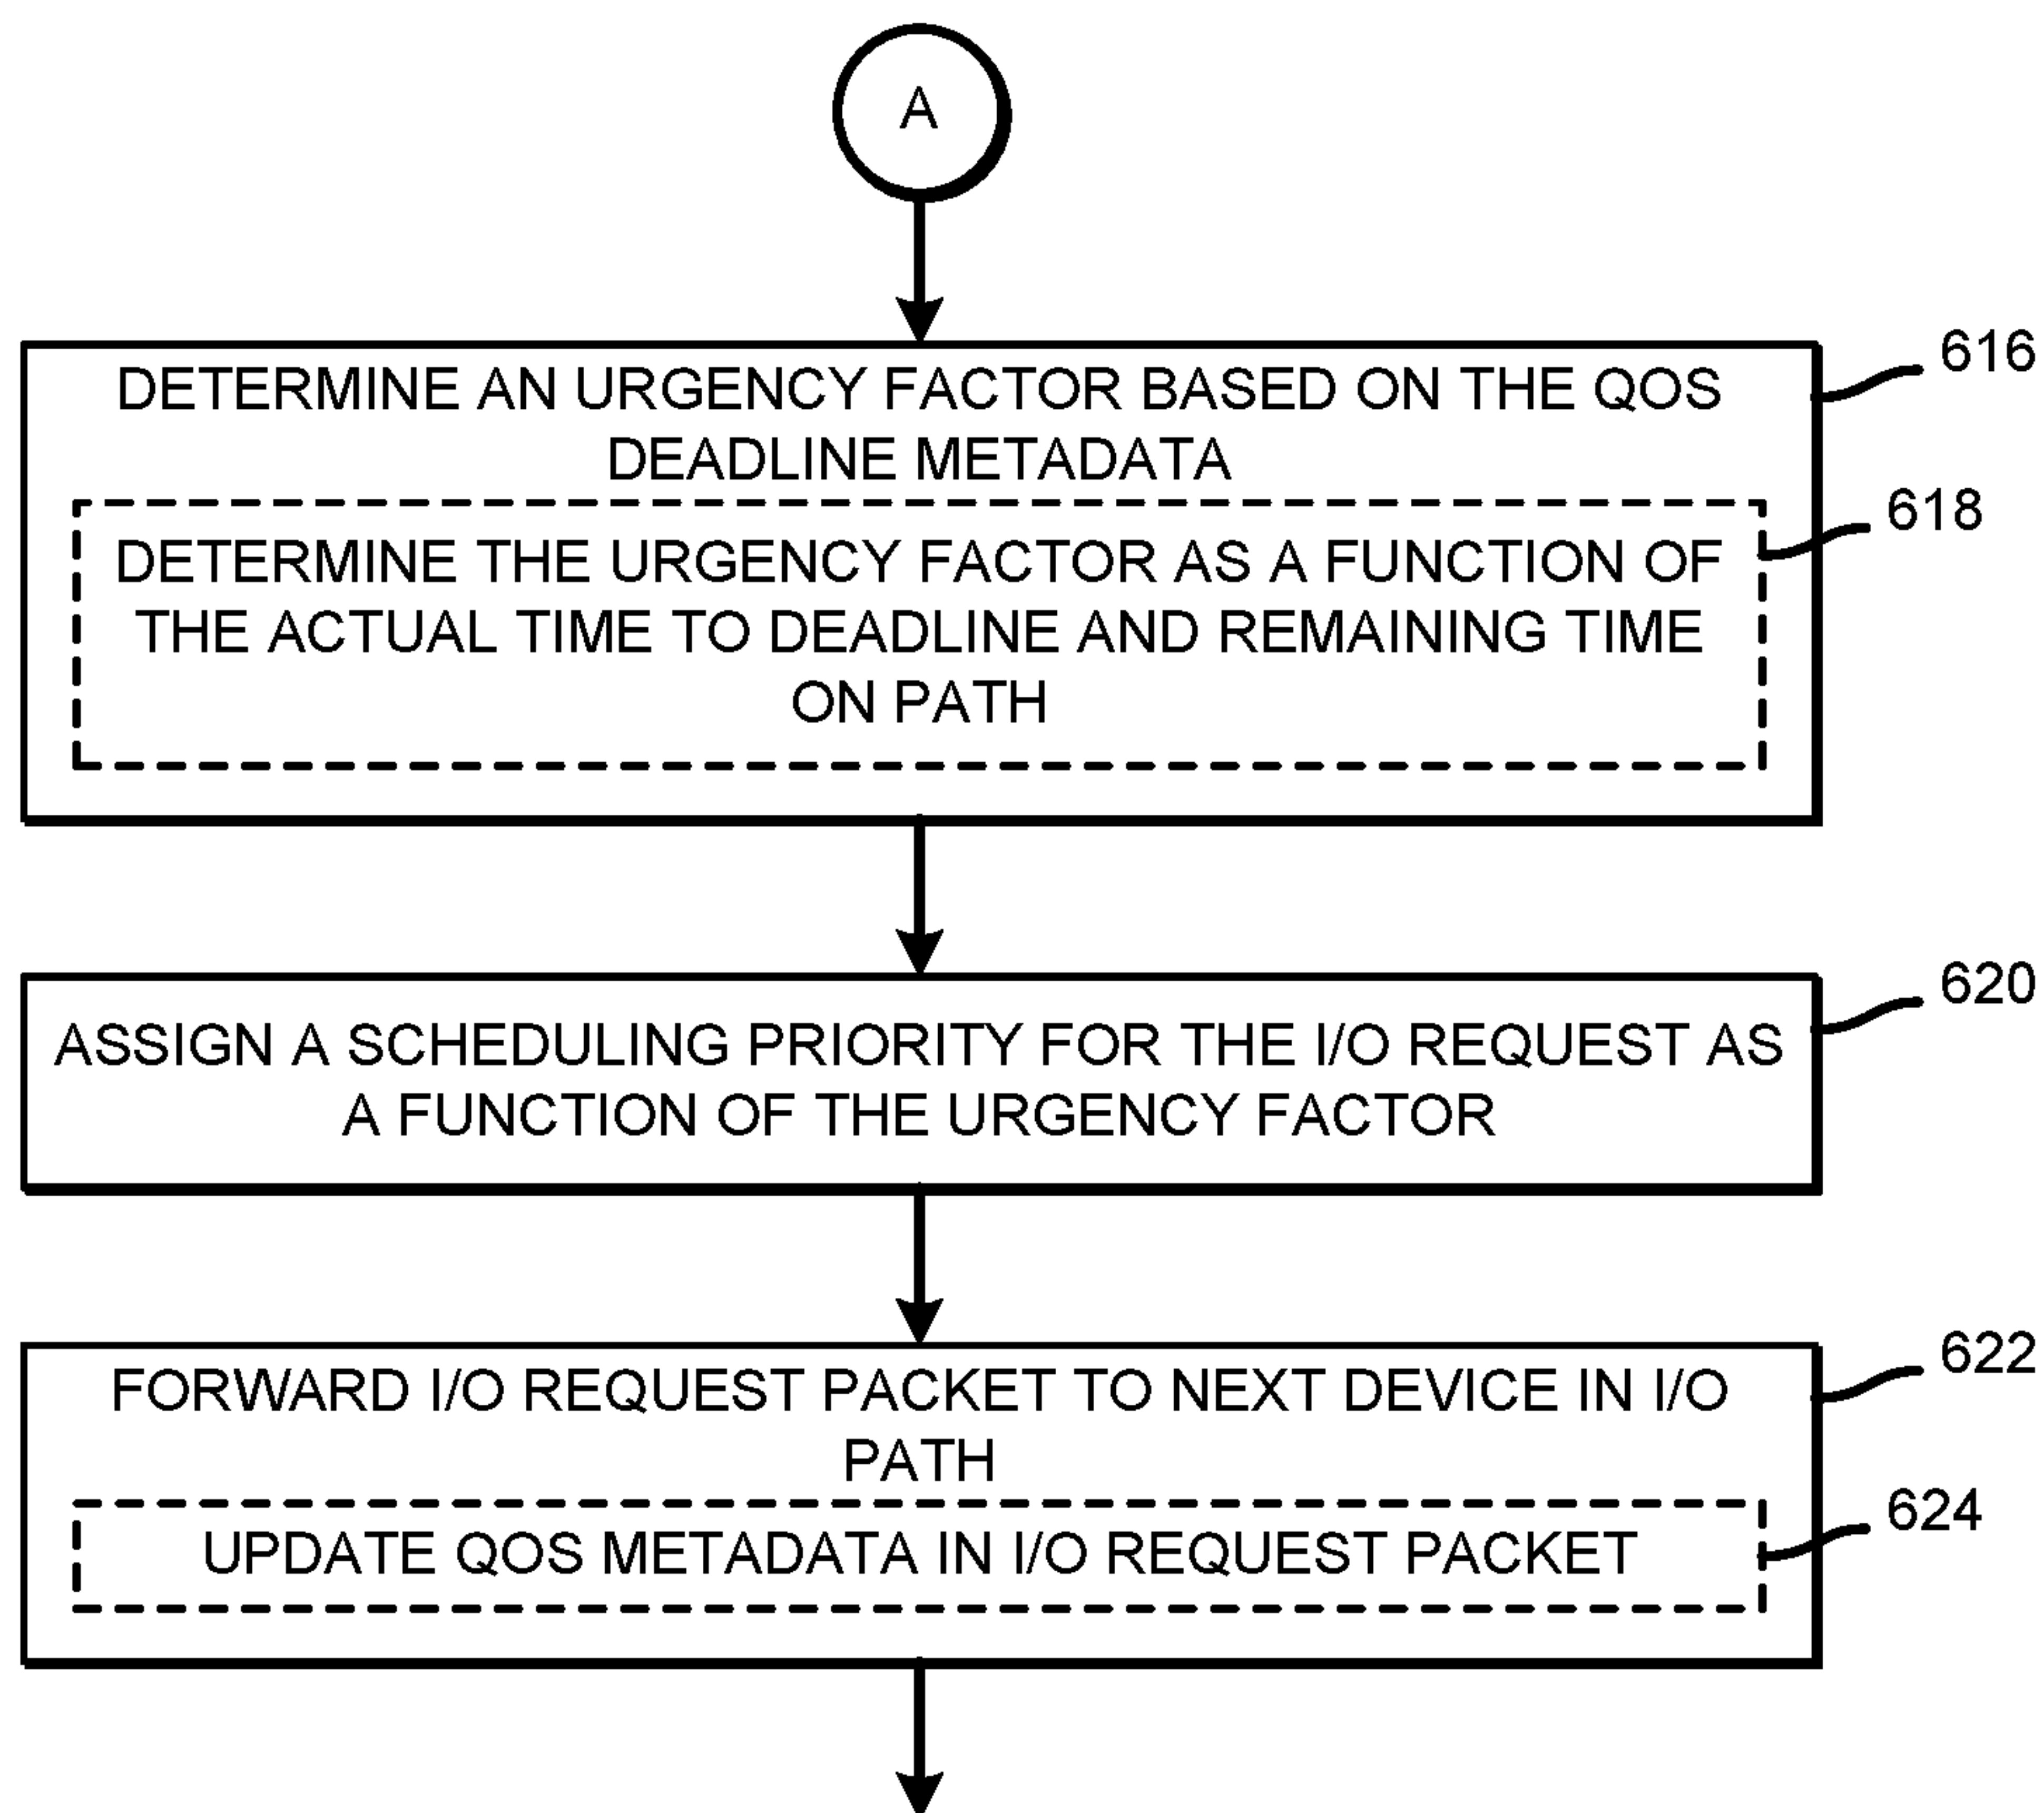 A
616
DETERMINE AN URGENCY FACTOR BASED ON THE QOS
DEADLINE METADATA
618
DETERMINE THE URGENCY FACTOR AS A FUNCTION OF
THE ACTUAL TIME TO DEADLINE AND REMAINING TIME
ON PATH
620
ASSIGN A SCHEDULING PRIORITY FOR THE I/O REQUEST AS
A FUNCTION OF THE URGENCY FACTOR
622
FORWARD I/O REQUEST PACKET TO NEXT DEVICE IN I/O
PATH
624
UPDATE QOS METADATA IN I/O REQUEST PACKET